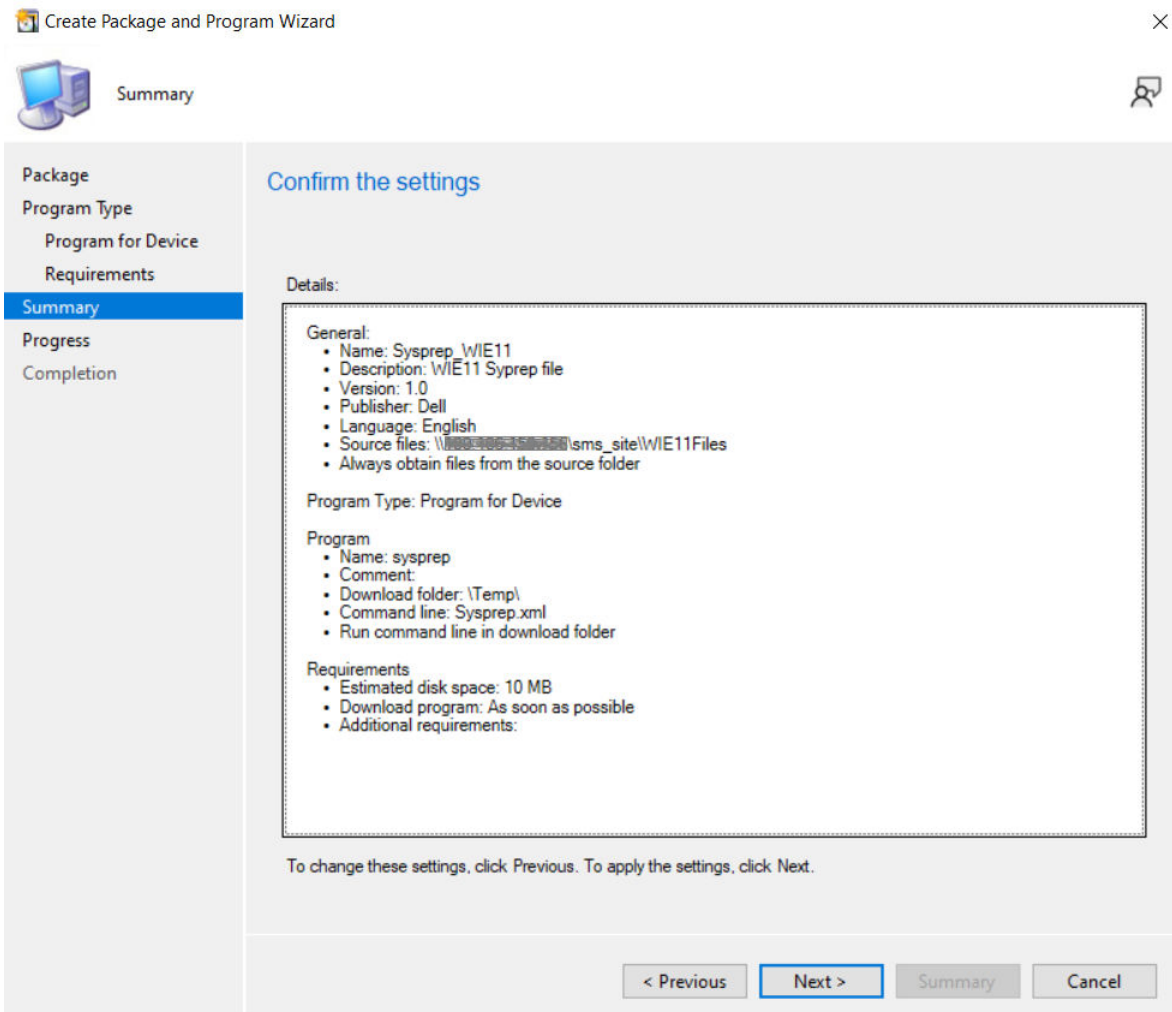 Create Package and Program Wizard
Summary
Package
Program Type
Program for Device
Requirements
Summary
Progress
Completion
Confirm the settings
Details:
General:
• Name: Sysprep_WIE11
• Description: WIE11 Syprep file
• Version: 1.0
• Publisher: Dell
• Language: English
• Source files: \\ \sms_site\WIE11Files
• Always obtain files from the source folder
Program Type: Program for Device
Program
• Name: sysprep
• Comment:
• Download folder: \Temp\
• Command line: Sysprep.xml
• Run command line in download folder
Requirements
• Estimated disk space: 10 MB
• Download program: As soon as possible
• Additional requirements:
To change these settings, click Previous. To apply the settings, click Next.
< Previous Next > Summary Cancel